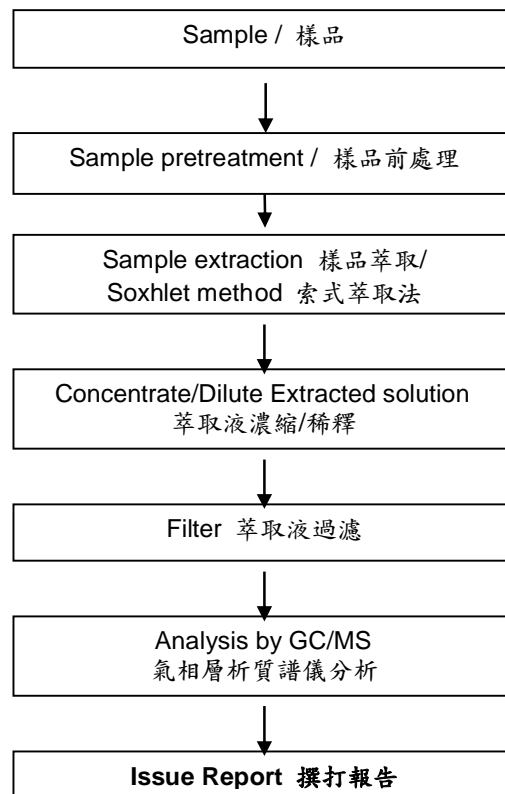 Sample / 樣品
Sample pretreatment / 樣品前處理
Sample extraction 樣品萃取/
Soxhlet method 索式萃取法
Concentrate/Dilute Extracted solution
萃取液濃縮/稀釋
Filter 萃取液過濾
Analysis by GC/MS
氣相層析質譜儀分析
Issue Report 撰打報告